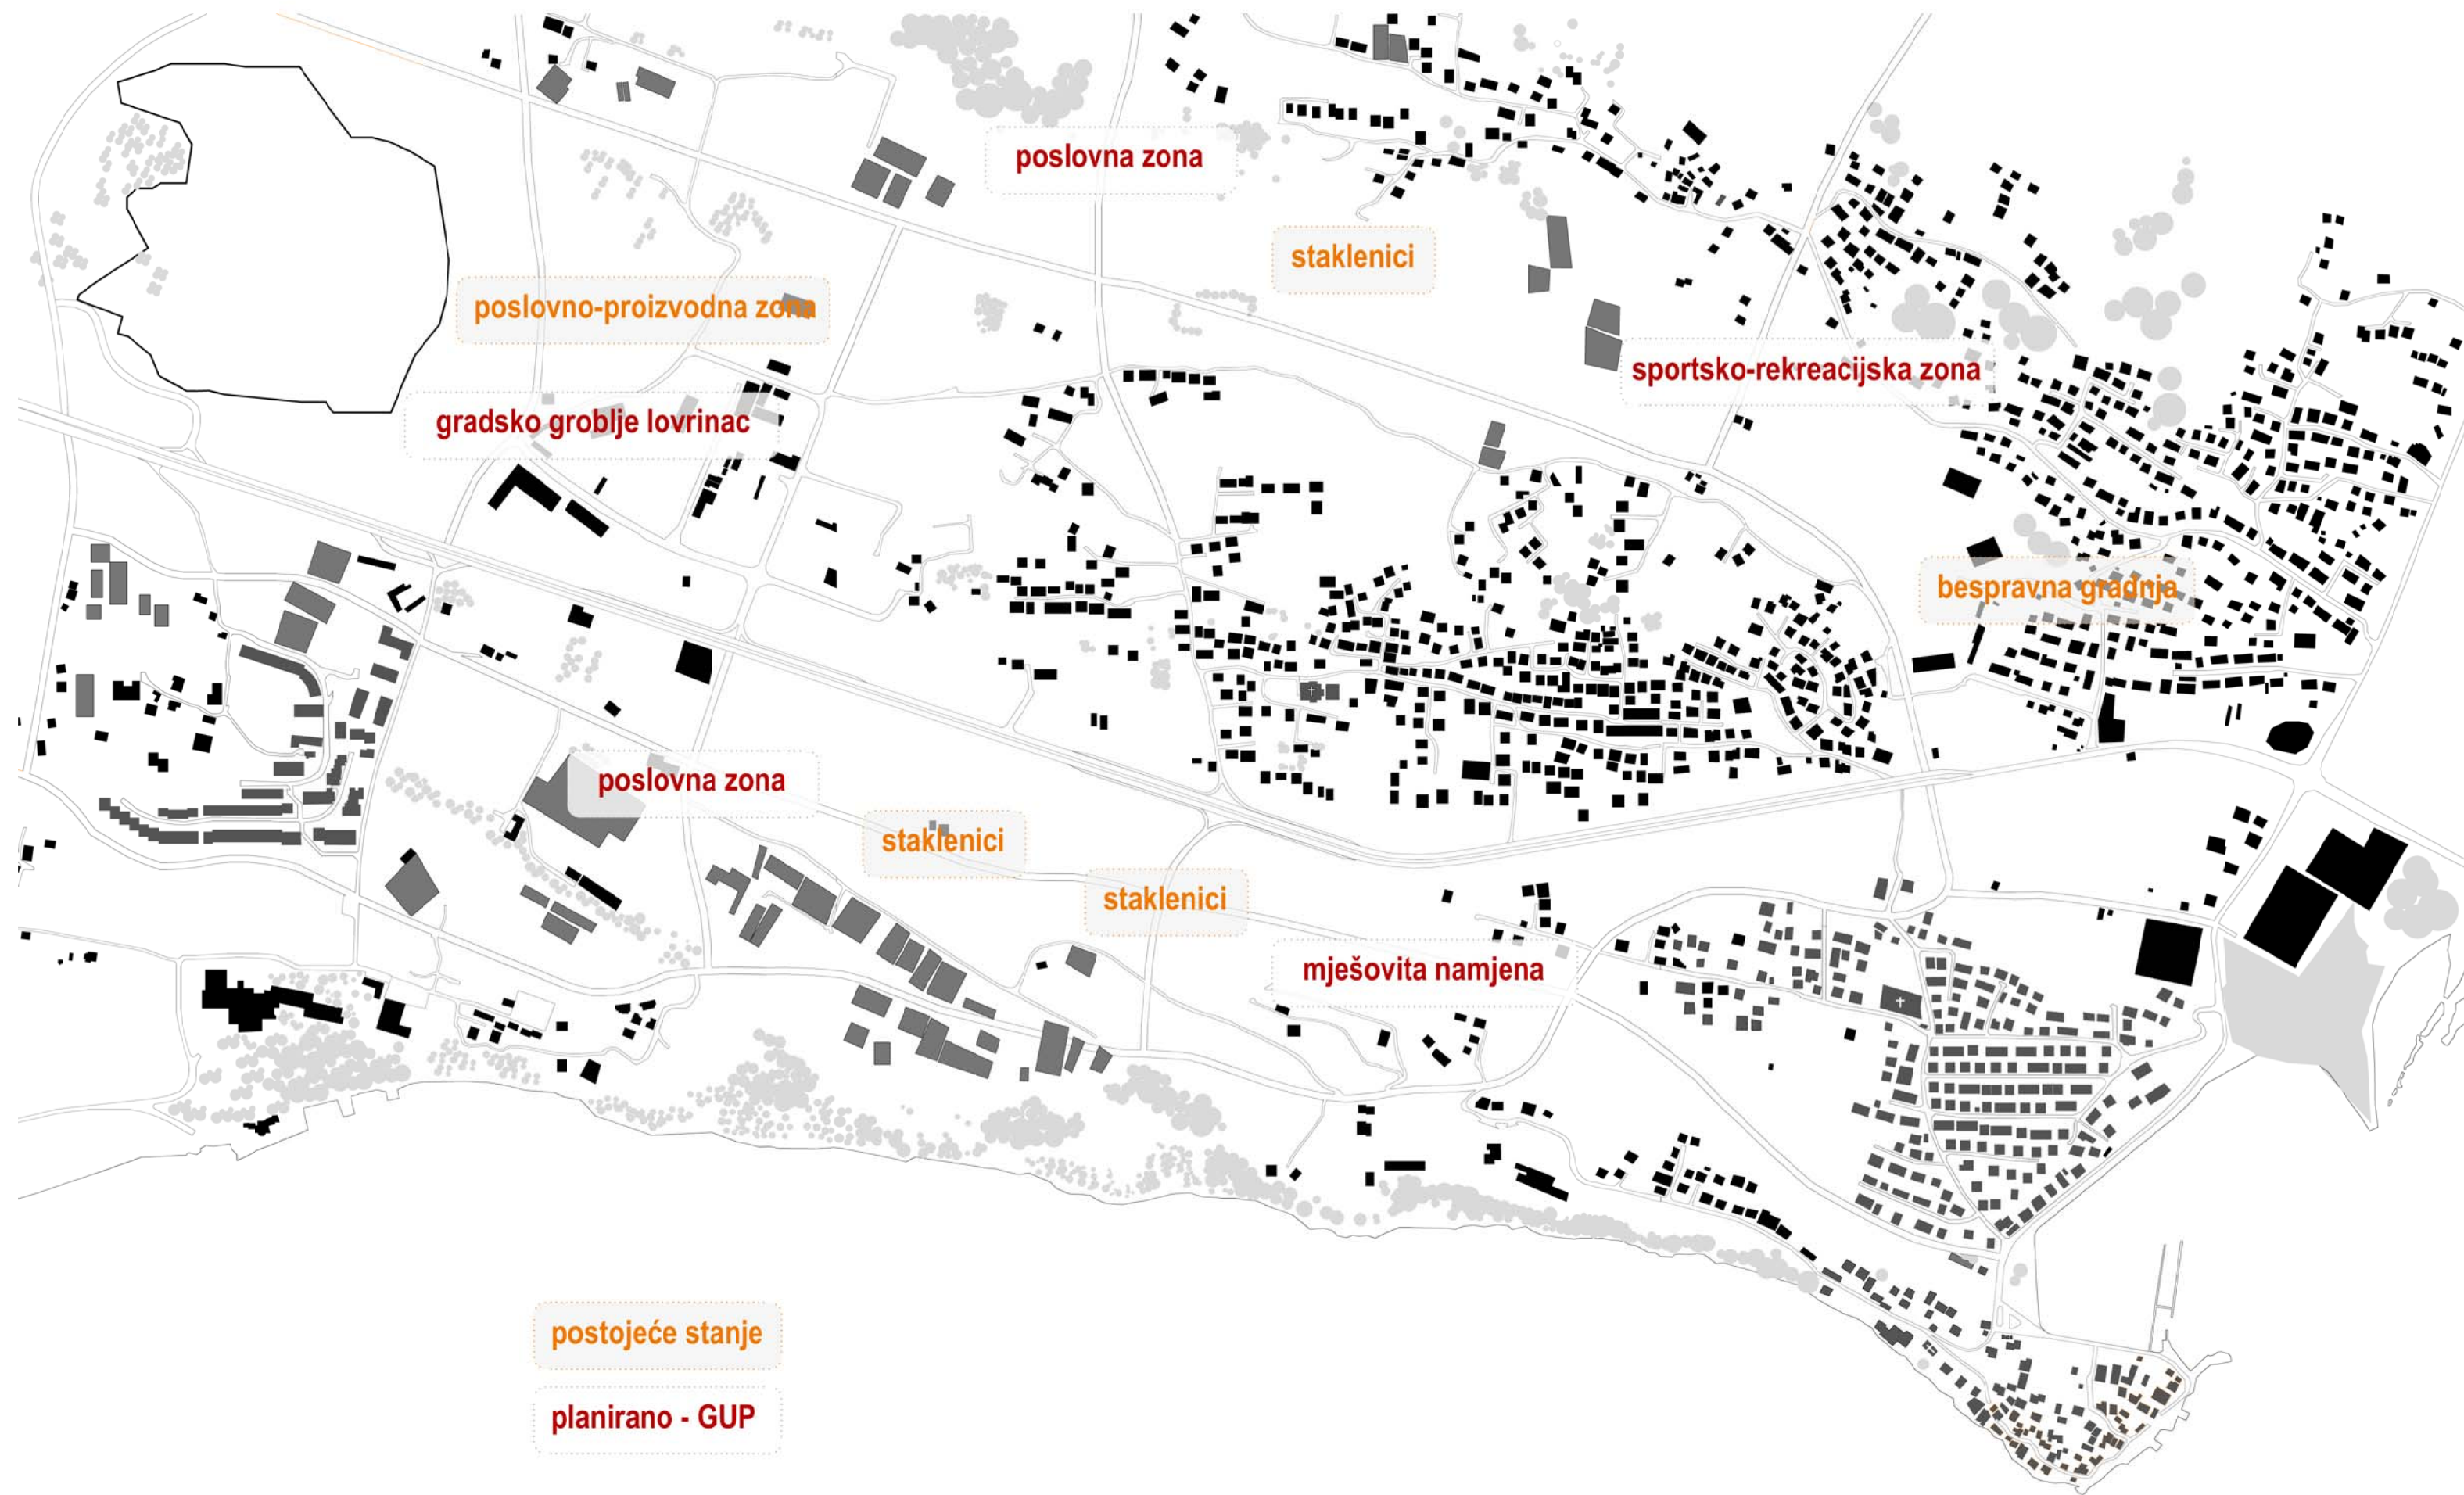 poslovna zona
staklenici
poslovno-proizvodna zona
sportsko-rekreacijska zona
gradsko groblje lovrinac
bespravna gradnja
poslovna zona
staklenici
staklenici
mješovita namjena
postojeće stanje
planirano - GUP